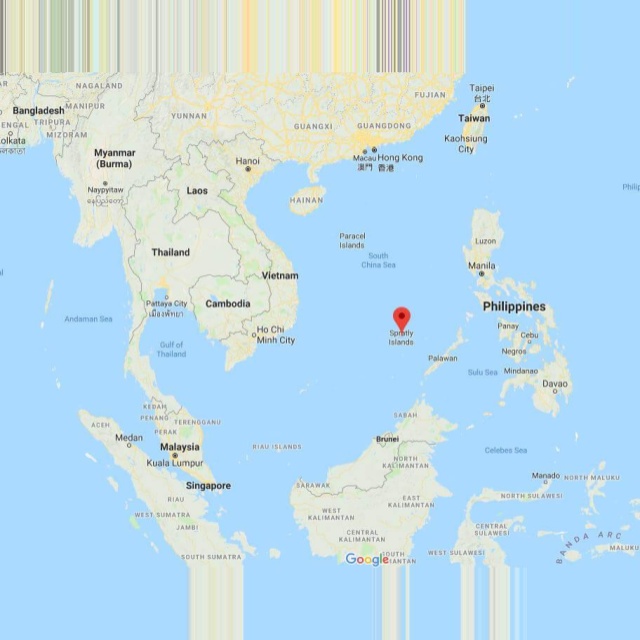 NAGALAND
Taipei
台北
FUJIAN
Bangladesh
MANIPUR
TRIPURA
MIZORAM
YUNNAN
Taiwan
GUANGXI
GUANGDONG
Kaohsiung
City
Myanmar
(Burma)
Macau
澳門
Hong Kong
香港
Hanoi
Naypyitaw
Laos
HAINAN
Paracel
Islands
Luzon
South
China Sea
Thailand
Manila
Vietnam
Pattaya City
เมืองพัทยา
Cambodia
Philippines
Andaman Sea
Ho Chi
Minh City
Spratly
Islands
Panay
Cebu
Gulf of
Thailand
Negros
Palawan
Sulu Sea
Mindanao
Davao
KEDAH
PENANG
PERAK
TERENGGANU
SABAH
ACEH
Medan
Malaysia
Kuala Lumpur
RIAU ISLANDS
Brunei
Celebes Sea
NORTH
KALIMANTAN
Singapore
SARAWAK
Manado
NORTH MALUKU
RIAU
NORTH SULAWESI
EAST
KALIMANTAN
WEST SUMATRA
WEST
KALIMANTAN
JAMBI
CENTRAL
SULAWESI
CENTRAL
KALIMANTAN
BANDA ARC
MALUKU
SOUTH SUMATRA
Google
SOUTH
WEST SULAWESI